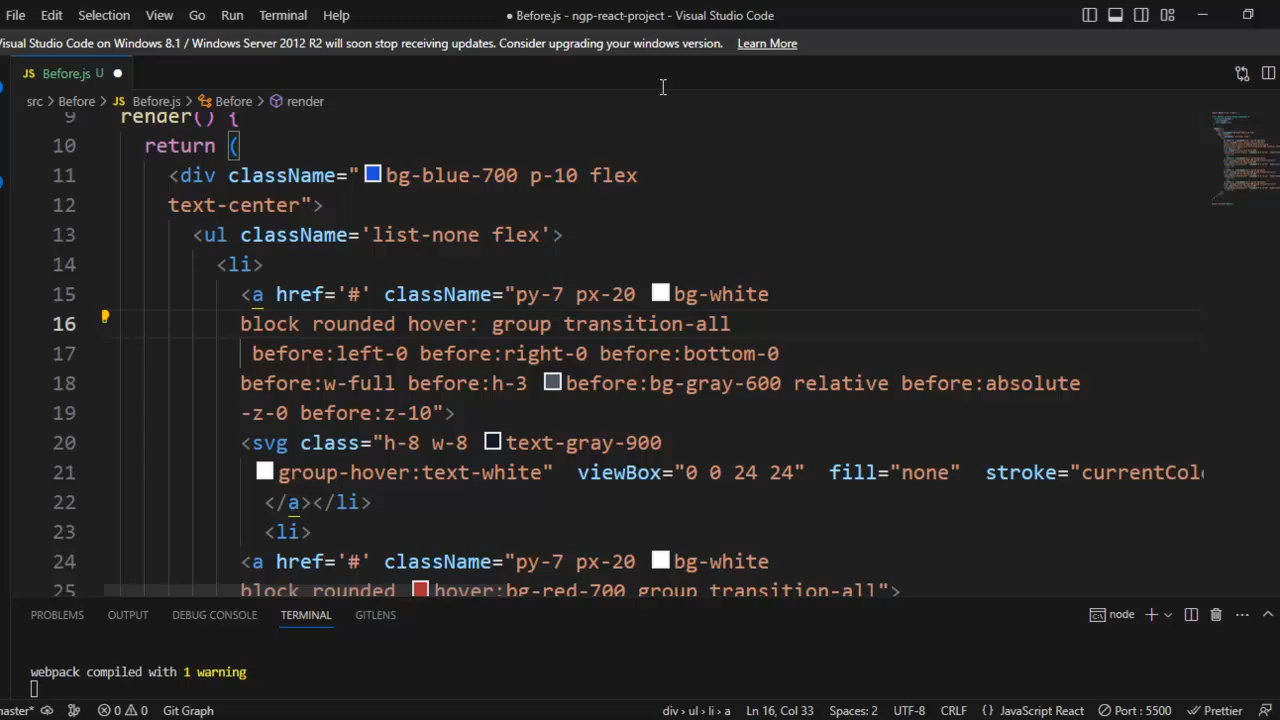 File Edit Selection View Go Run Terminal Help ● Before.js - ngp-react-project - Visual Studio Code
Visual Studio Code on Windows 8.1 / Windows Server 2012 R2 will soon stop receiving updates. Consider upgrading your windows version. Learn More
JS Before.js U ●
src > Before > JS Before.js > Before > render
9 render() {
10 return (
11 <div className=" bg-blue-700 p-10 flex
12 text-center">
13 <ul className='list-none flex'>
14 <li>
15 <a href='#' className="py-7 px-20 bg-white
16 block rounded hover: group transition-all
17 before:left-0 before:right-0 before:bottom-0
18 before:w-full before:h-3 before:bg-gray-600 relative before:absolute
19 -z-0 before:z-10">
20 <svg class="h-8 w-8 text-gray-900
21 group-hover:text-white" viewBox="0 0 24 24" fill="none" stroke="currentColo
22 </a></li>
23 <li>
24 <a href='#' className="py-7 px-20 bg-white
25 block rounded hover:bg-red-700 group transition-all">
PROBLEMS OUTPUT DEBUG CONSOLE TERMINAL GITLENS node
webpack compiled with 1 warning
master* 0 0 Git Graph div › ul › li › a Ln 16, Col 33 Spaces: 2 UTF-8 CRLF {} JavaScript React Port : 5500 Prettier